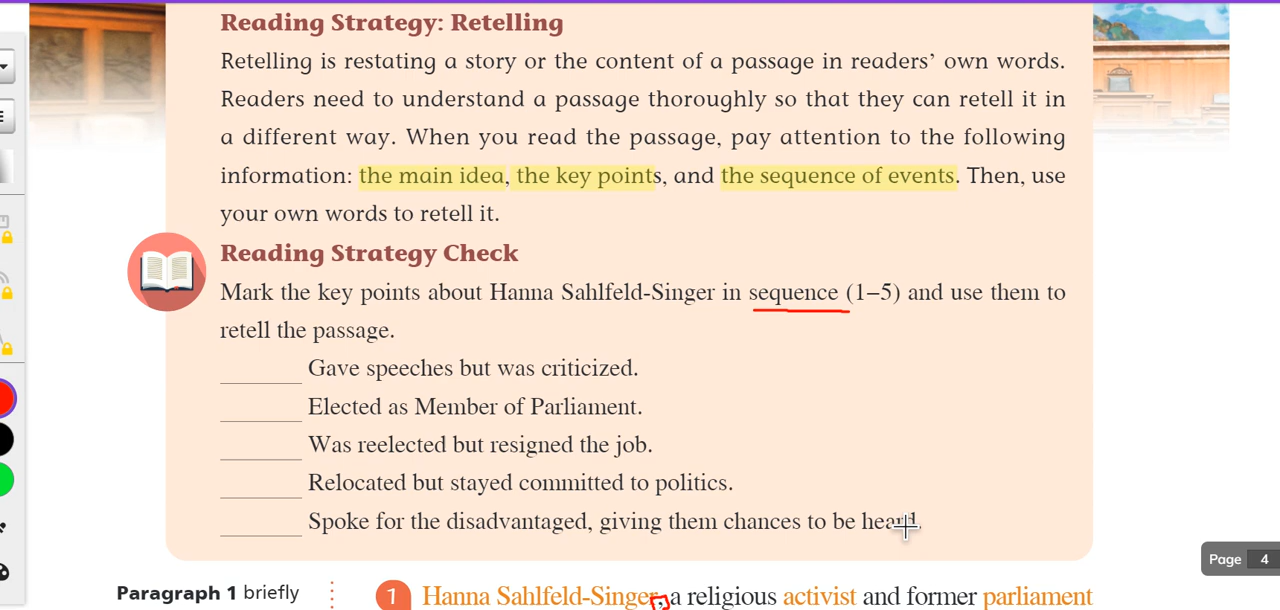 Reading Strategy: Retelling
Retelling is restating a story or the content of a passage in readers' own words.
Readers need to understand a passage thoroughly so that they can retell it in
a different way. When you read the passage, pay attention to the following
information: the main idea, the key points, and the sequence of events. Then, use
your own words to retell it.
Reading Strategy Check
Mark the key points about Hanna Sahlfeld-Singer in sequence (1–5) and use them to
retell the passage.
______ Gave speeches but was criticized.
______ Elected as Member of Parliament.
______ Was reelected but resigned the job.
______ Relocated but stayed committed to politics.
______ Spoke for the disadvantaged, giving them chances to be heard.
Page 4
Paragraph 1 briefly
1 Hanna Sahlfeld-Singer, a religious activist and former parliament